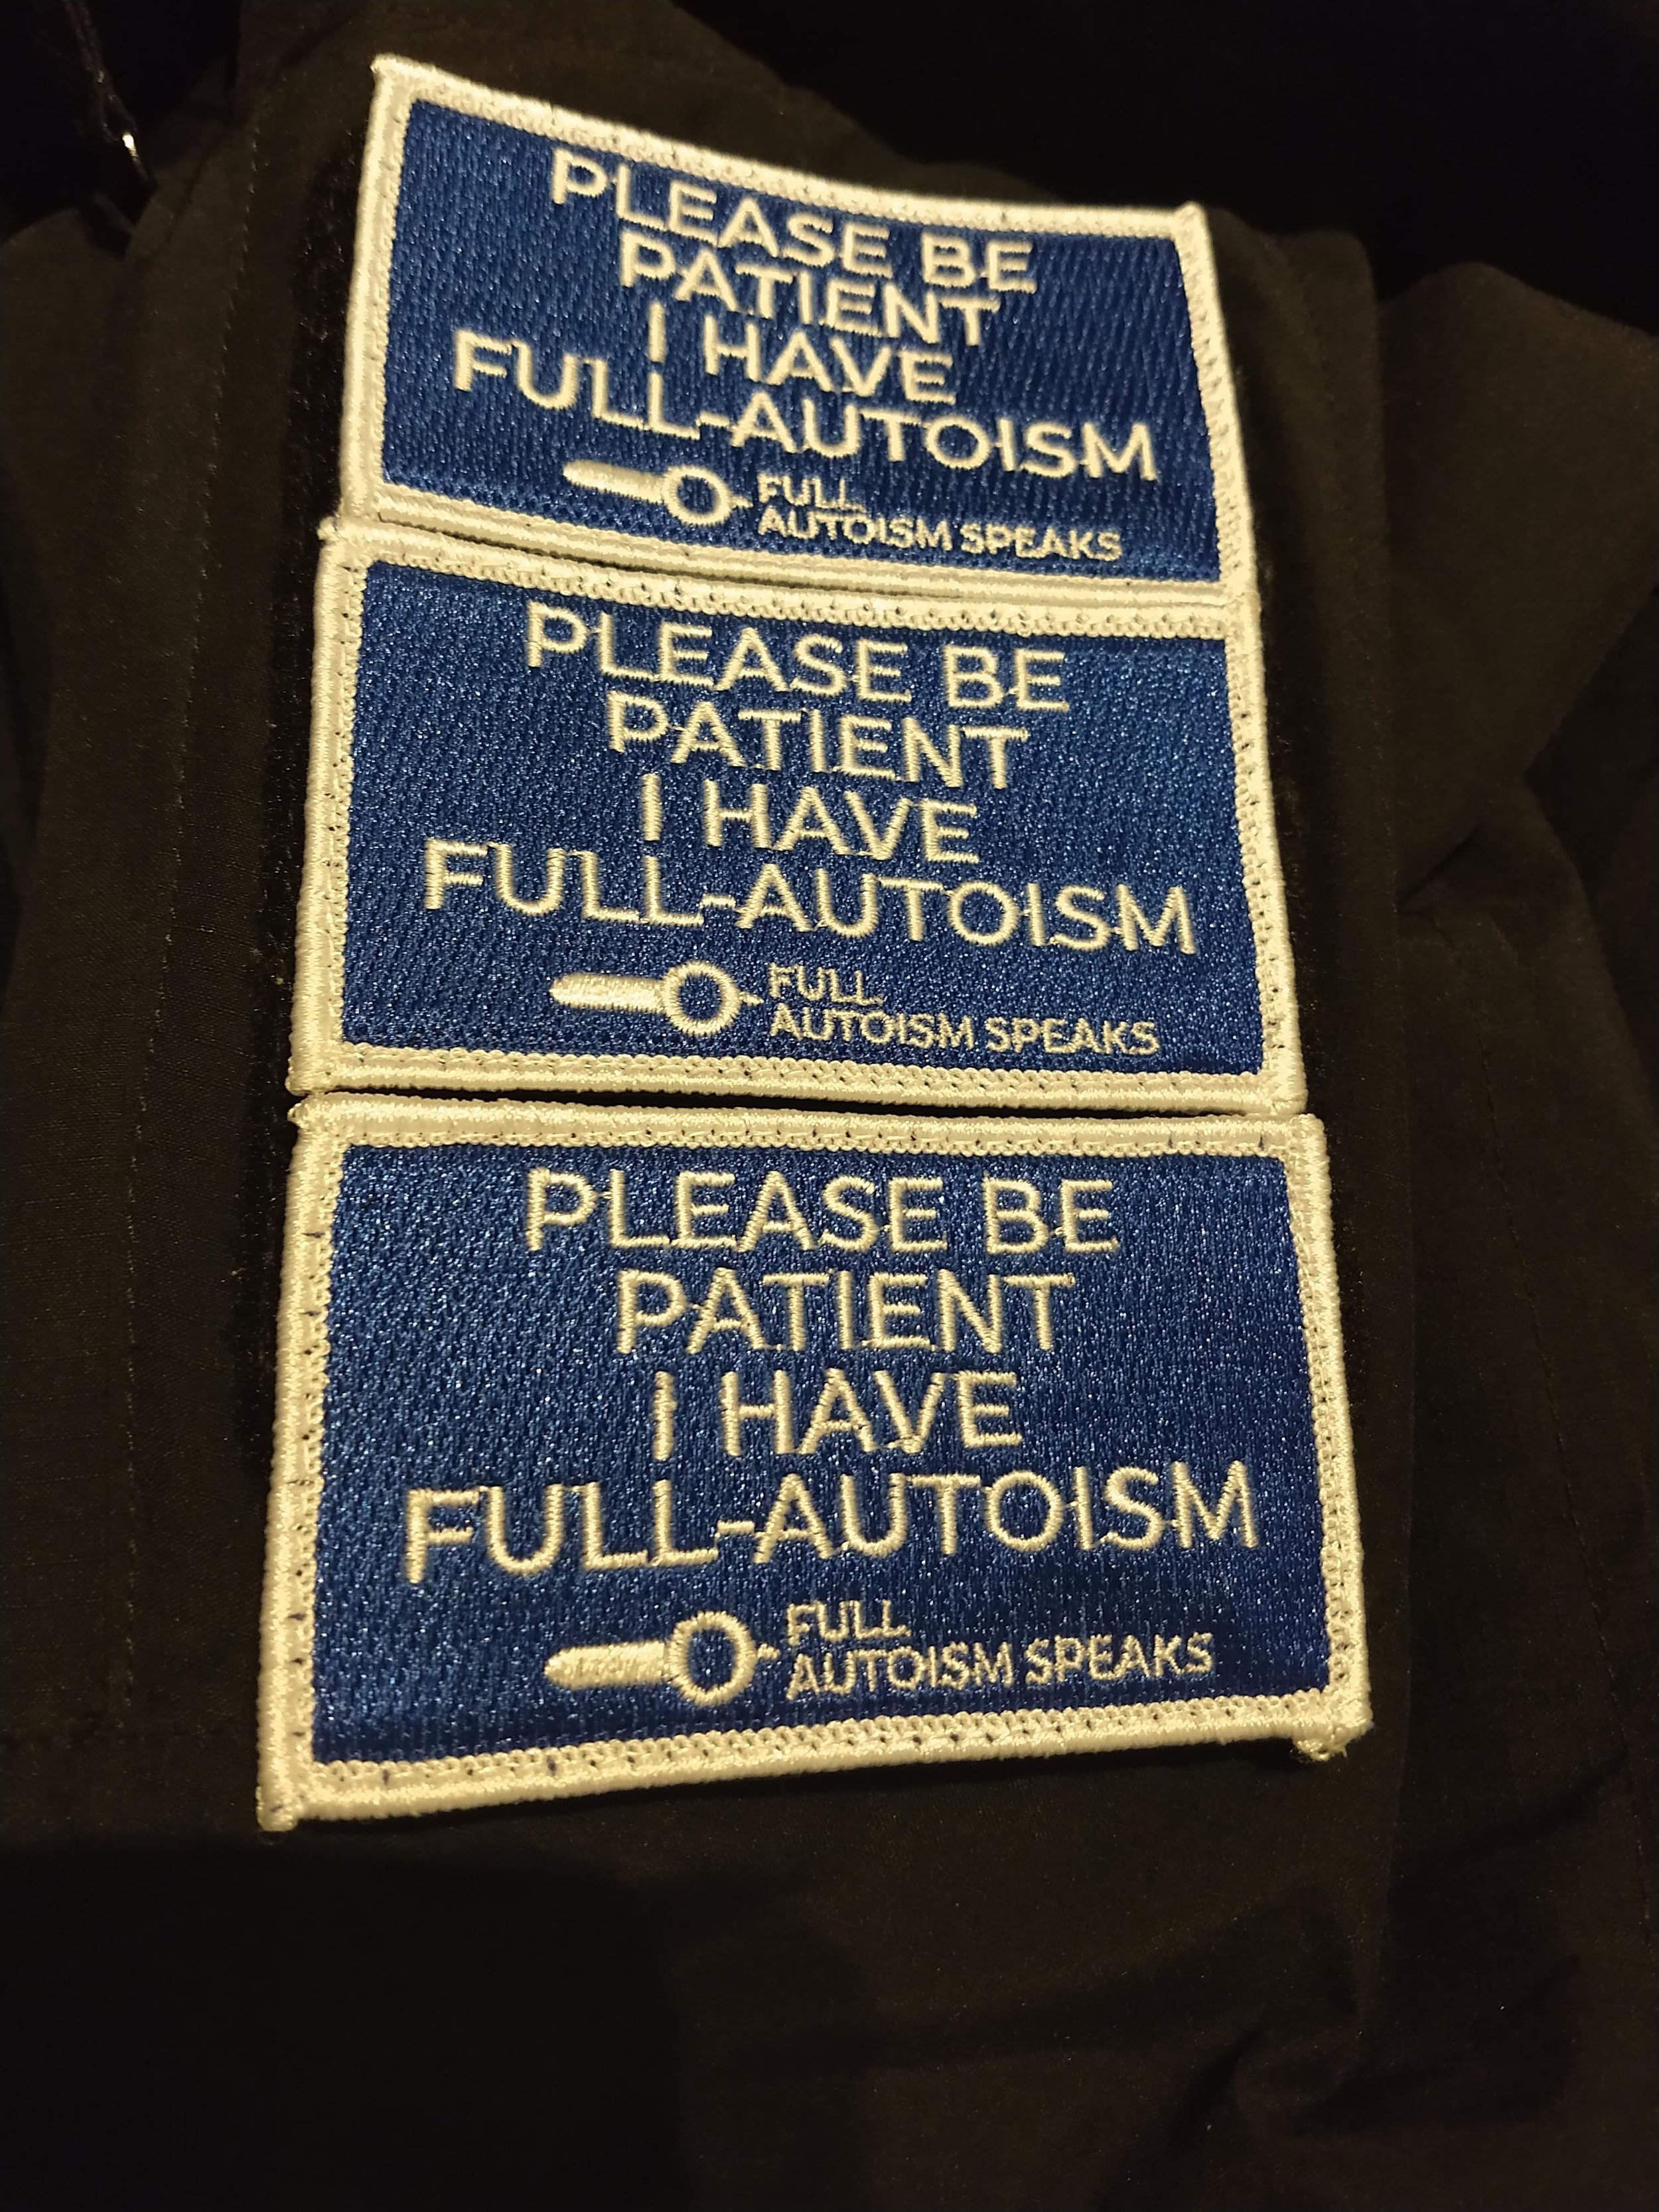 PLEASE BE
PATIENT
I HAVE
FULL-AUTOISM
FULL
AUTOISM SPEAKS
PLEASE BE
PATIENT
I HAVE
FULL-AUTOISM
FULL
AUTOISM SPEAKS
PLEASE BE
PATIENT
I HAVE
FULL-AUTOISM
FULL
AUTOISM SPEAKS